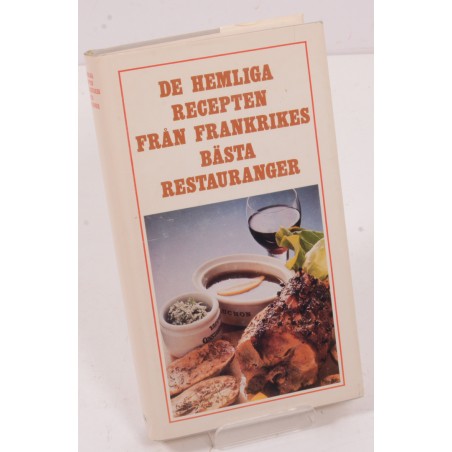 DE HEMLIGA
RECEPTEN
FRÅN FRANKRIKES
BÄSTA
RESTAURANGER